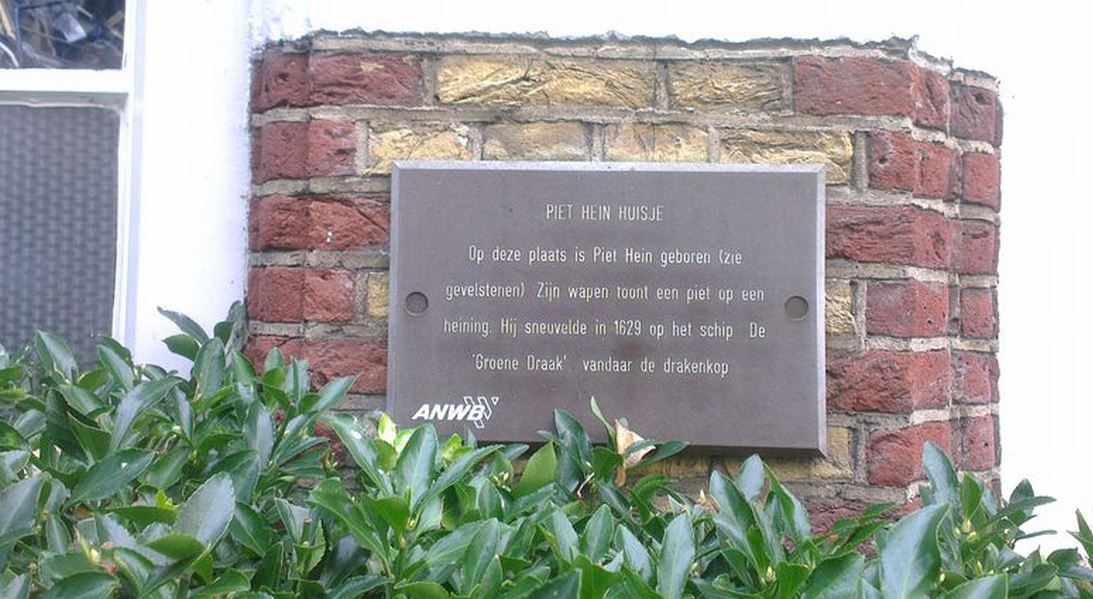 PIET HEIN HUISJE
Op deze plaats is Piet Hein geboren (zie
gevelstenen) Zijn wapen toont een piet op een
heining. Hij sneuvelde in 1629 op het schip De
'Groene Draak' vandaar de drakenkop
ANWB